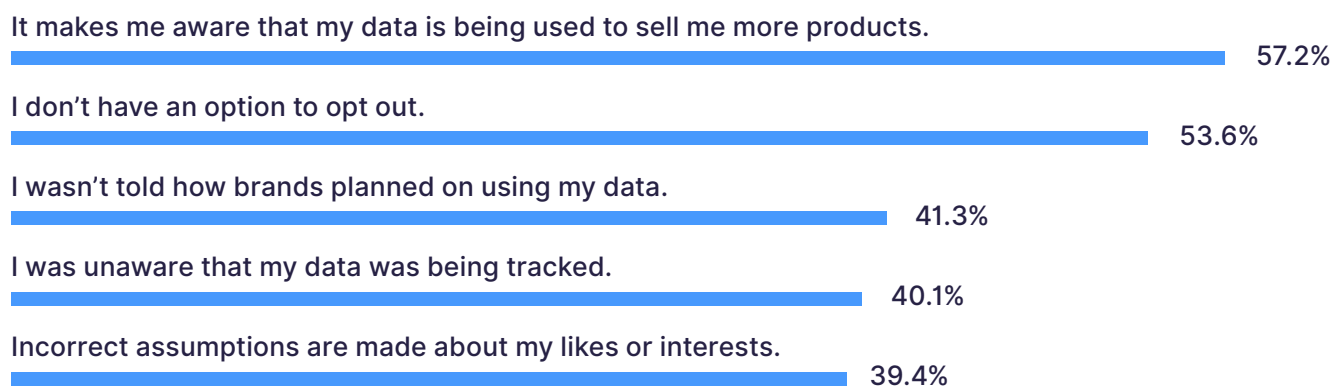 It makes me aware that my data is being used to sell me more products.
57.2%
I don’t have an option to opt out.
53.6%
I wasn’t told how brands planned on using my data.
41.3%
I was unaware that my data was being tracked.
40.1%
Incorrect assumptions are made about my likes or interests.
39.4%